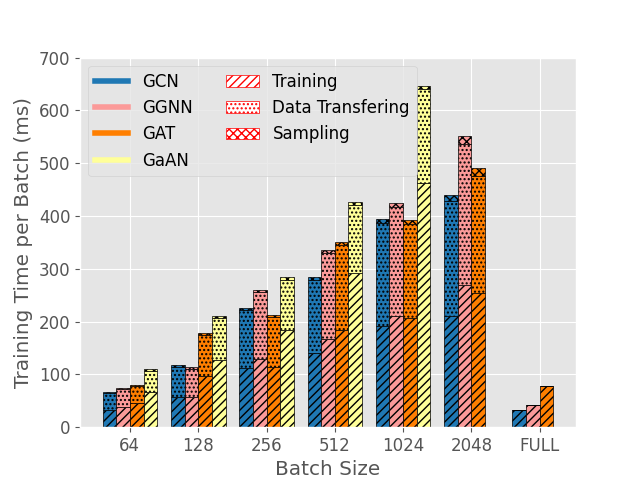 700
600
500
400
300
200
100
0
Training Time per Batch (ms)
GCN
GGNN
GAT
GaAN
Training
Data Transfering
Sampling
64 128 256 512 1024 2048 FULL
Batch Size